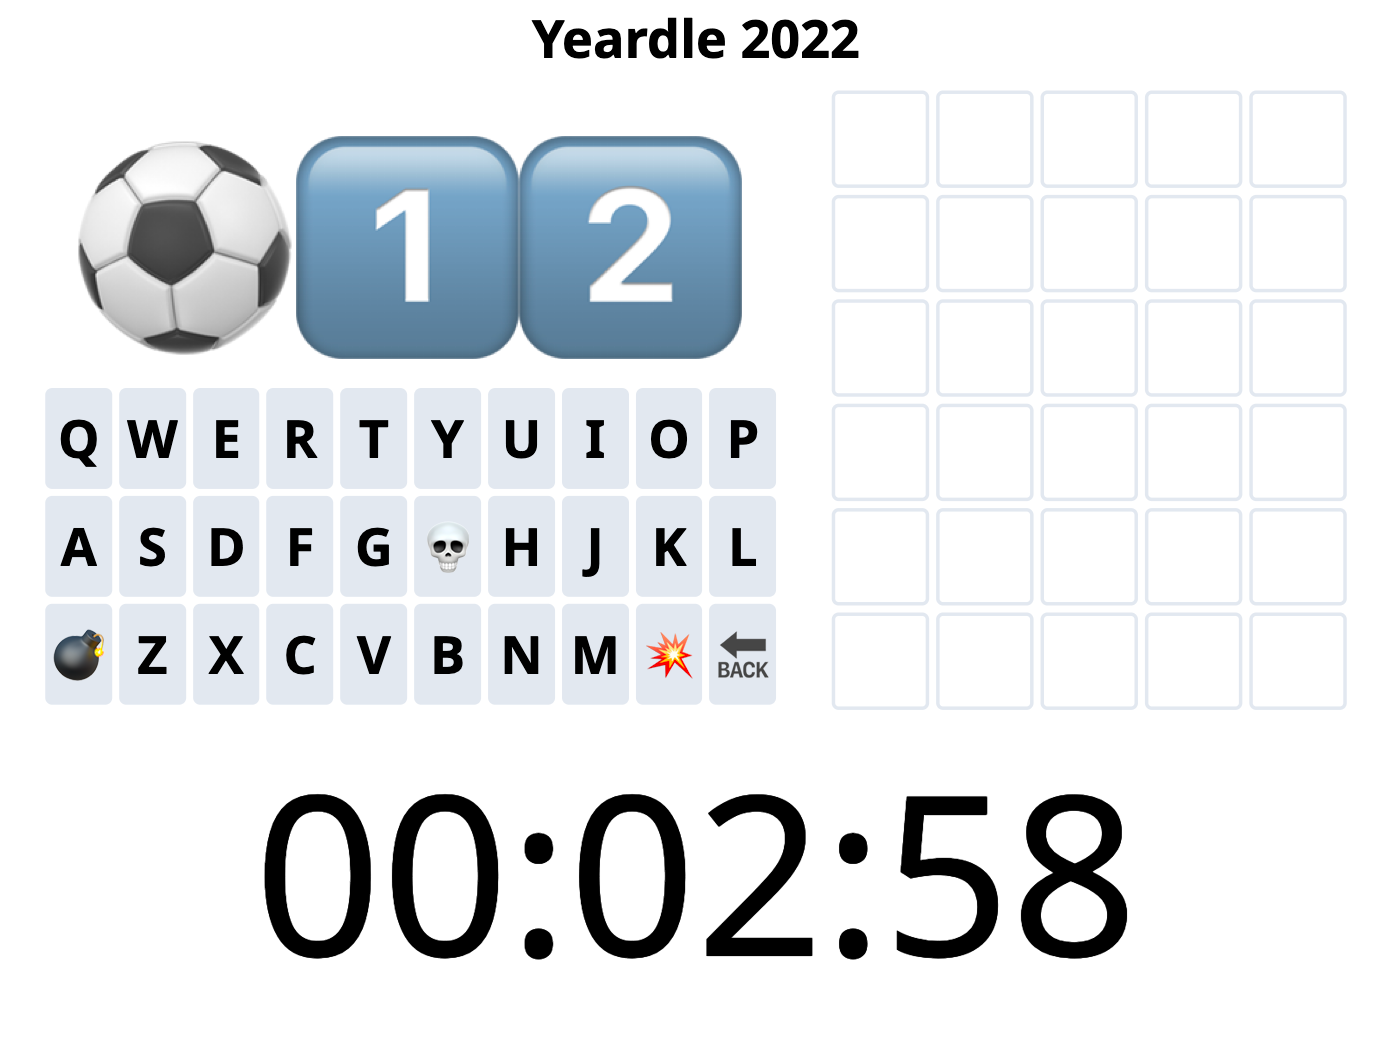 Yeardle 2022
1 2
Q W E R T Y U I O P
A S D F G H J K L
Z X C V B N M BACK
00:02:58